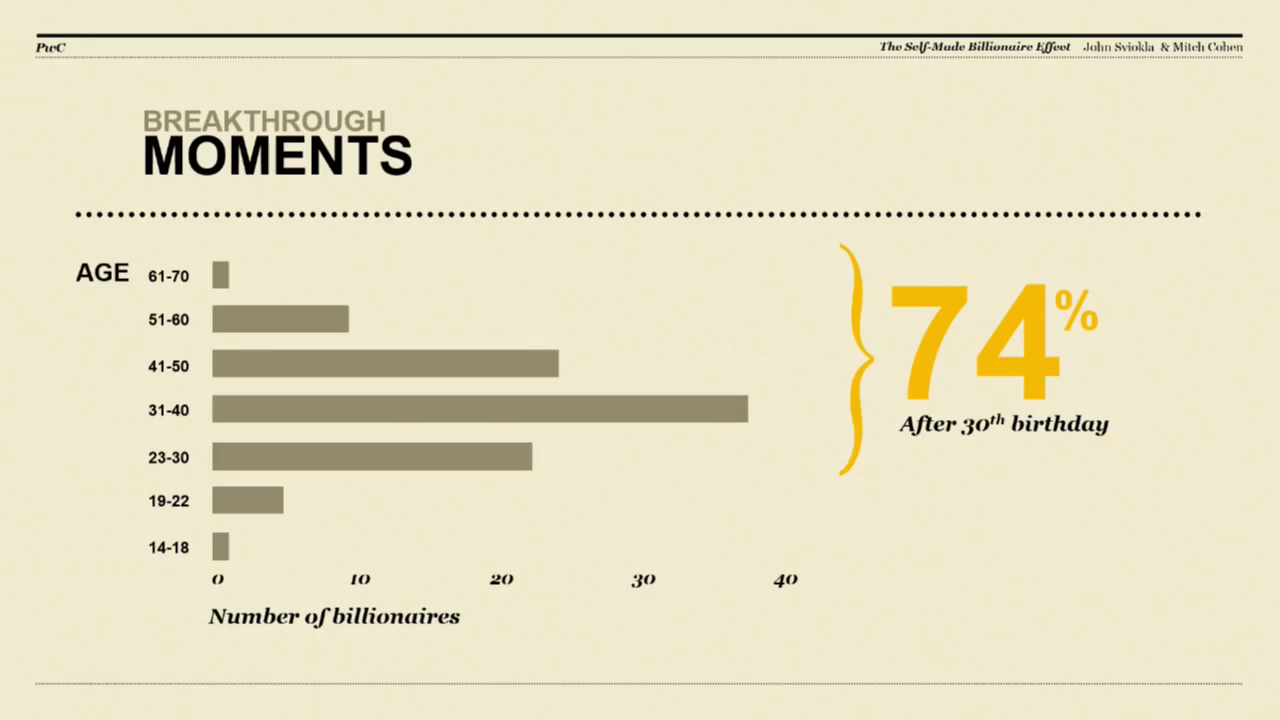 PwC
The Self-Made Billionaire Effect John Sviokla & Mitch Cohen
BREAKTHROUGH
MOMENTS
AGE 61-70
51-60
41-50
31-40
23-30
19-22
14-18
74%
After 30th birthday
0 10 20 30 40
Number of billionaires